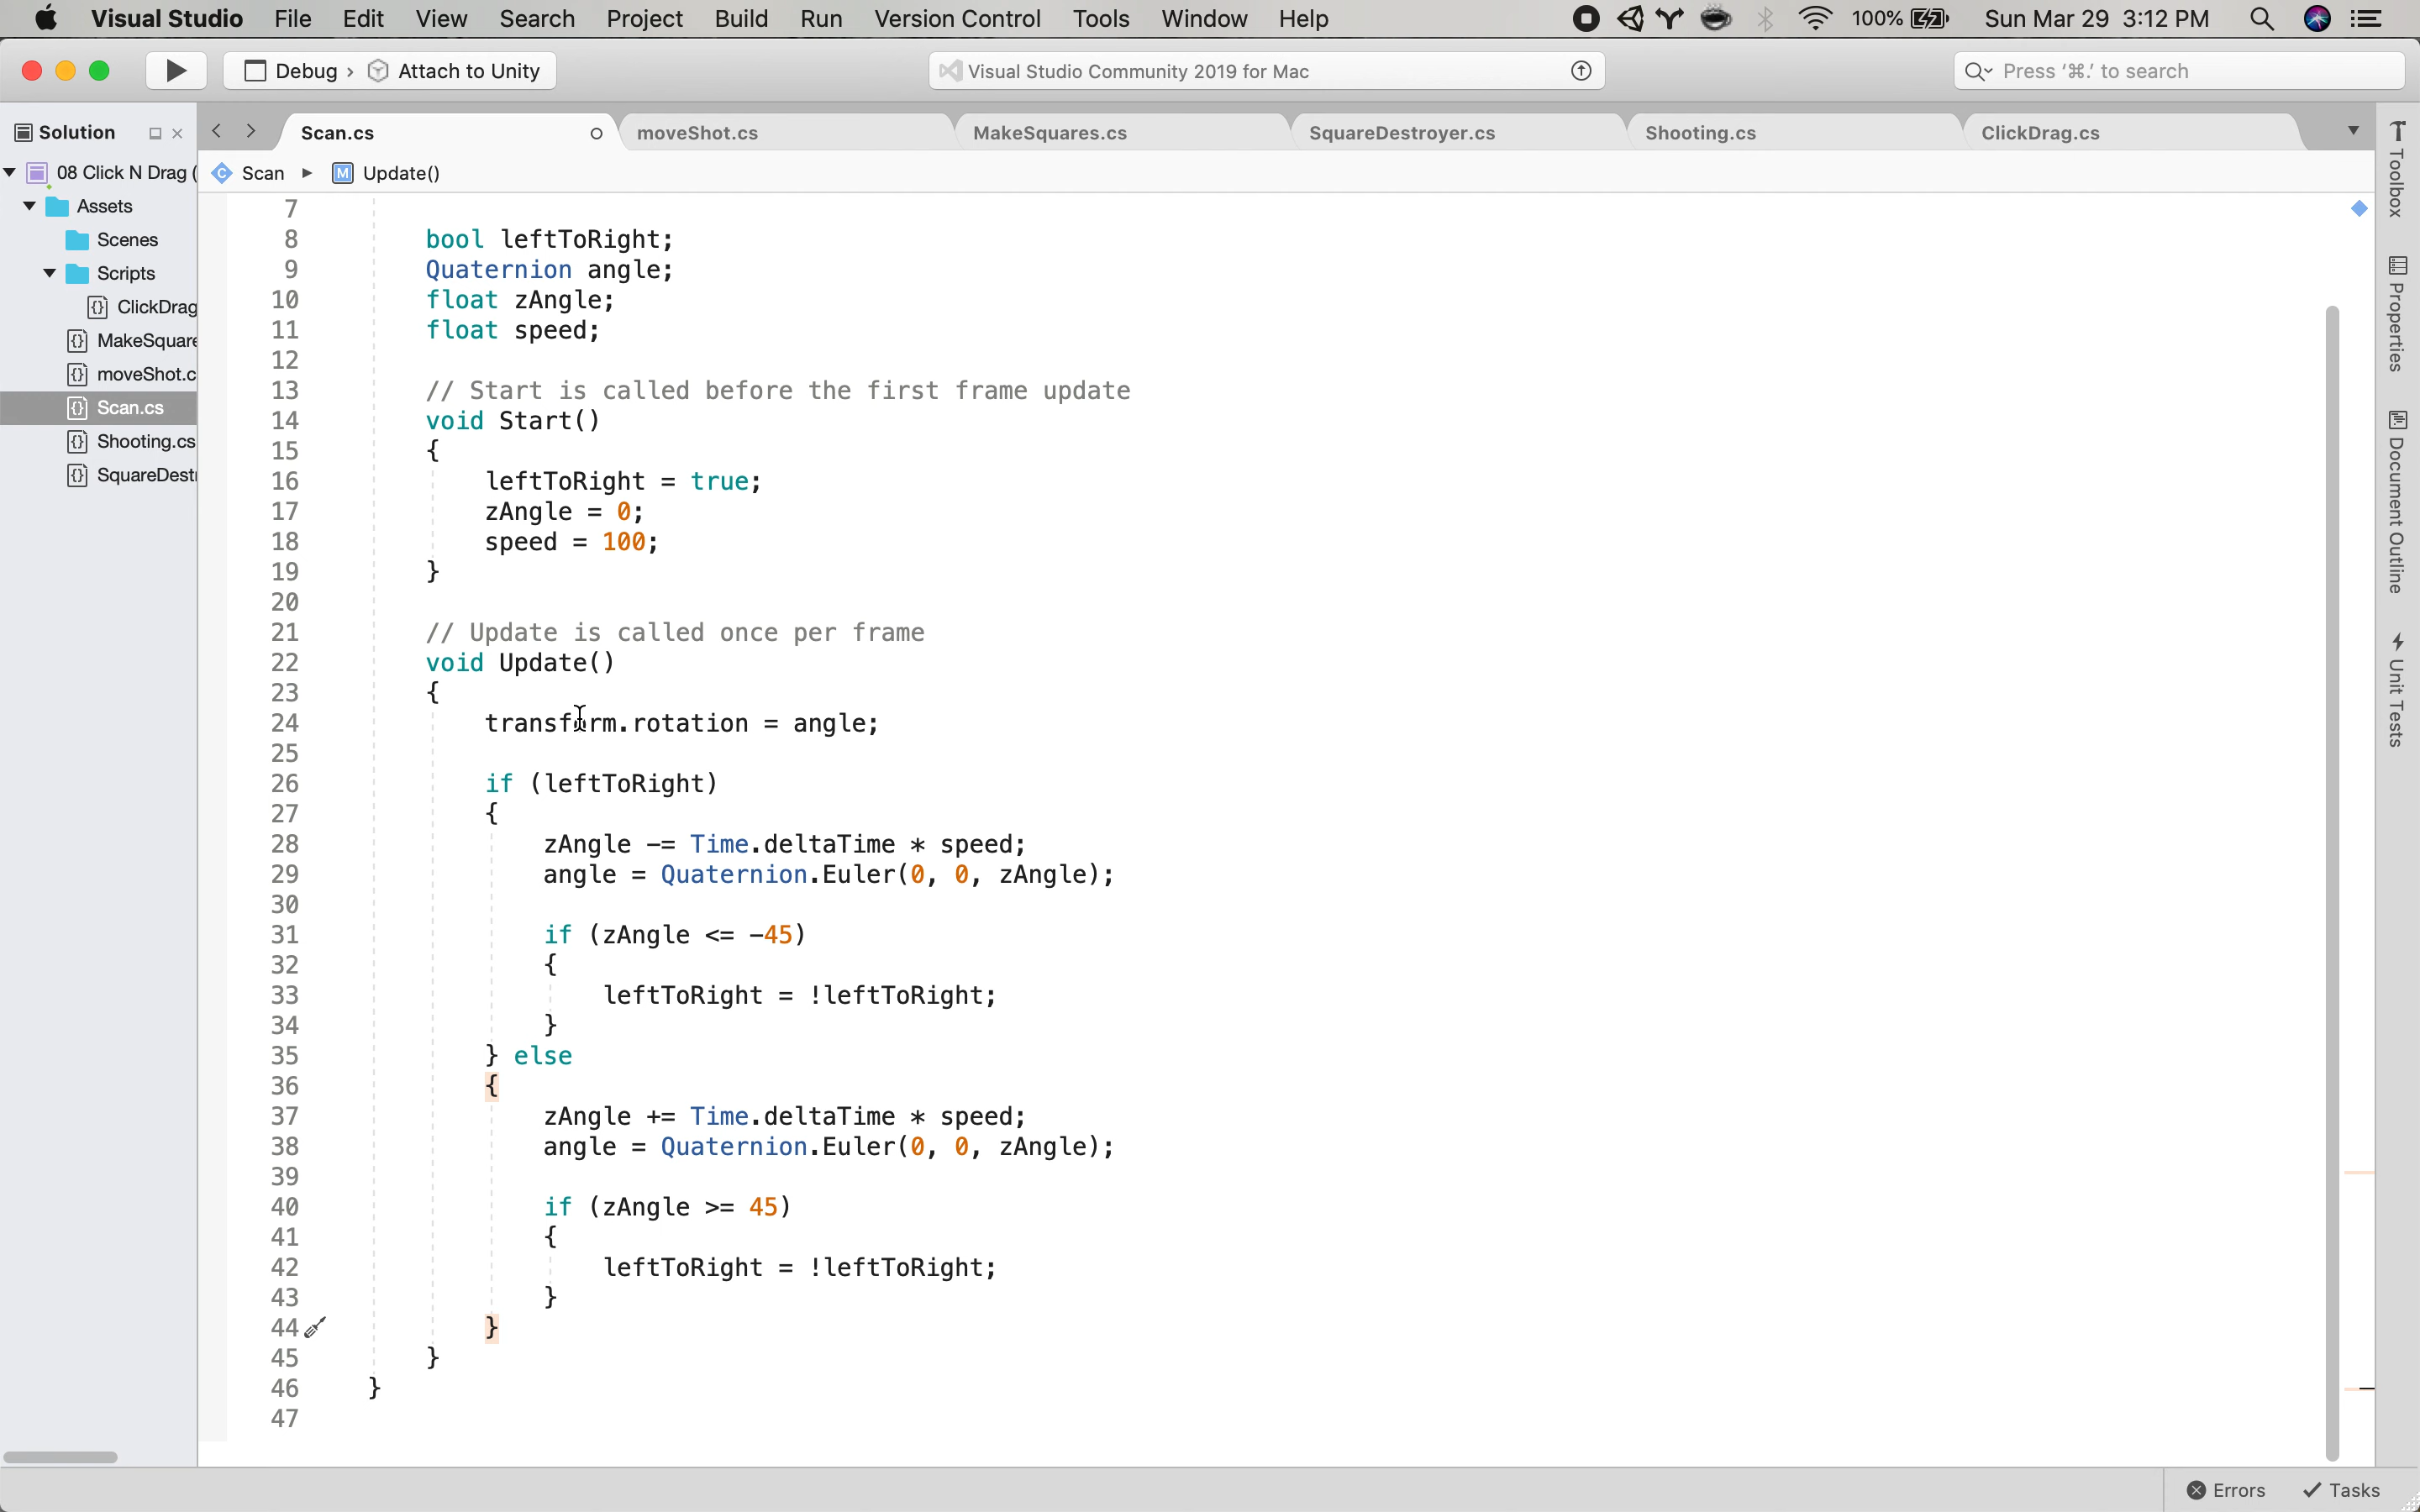 Visual Studio File Edit View Search Project Build Run Version Control Tools Window Help 100% Sun Mar 29 3:12 PM
Debug › Attach to Unity Visual Studio Community 2019 for Mac Press ‘⌘.’ to search
Solution
Scan.cs moveShot.cs MakeSquares.cs SquareDestroyer.cs Shooting.cs ClickDrag.cs
08 Click N Drag (
Assets
Scenes
Scripts
ClickDrag
MakeSquare
moveShot.c
Scan.cs
Shooting.cs
SquareDest
Scan Update()
7
8 bool leftToRight;
9 Quaternion angle;
10 float zAngle;
11 float speed;
12
13 // Start is called before the first frame update
14 void Start()
15 {
16 leftToRight = true;
17 zAngle = 0;
18 speed = 100;
19 }
20
21 // Update is called once per frame
22 void Update()
23 {
24 transform.rotation = angle;
25
26 if (leftToRight)
27 {
28 zAngle -= Time.deltaTime * speed;
29 angle = Quaternion.Euler(0, 0, zAngle);
30
31 if (zAngle <= -45)
32 {
33 leftToRight = !leftToRight;
34 }
35 } else
36 {
37 zAngle += Time.deltaTime * speed;
38 angle = Quaternion.Euler(0, 0, zAngle);
39
40 if (zAngle >= 45)
41 {
42 leftToRight = !leftToRight;
43 }
44 }
45 }
46 }
47
Toolbox
Properties
Document Outline
Unit Tests
Errors Tasks